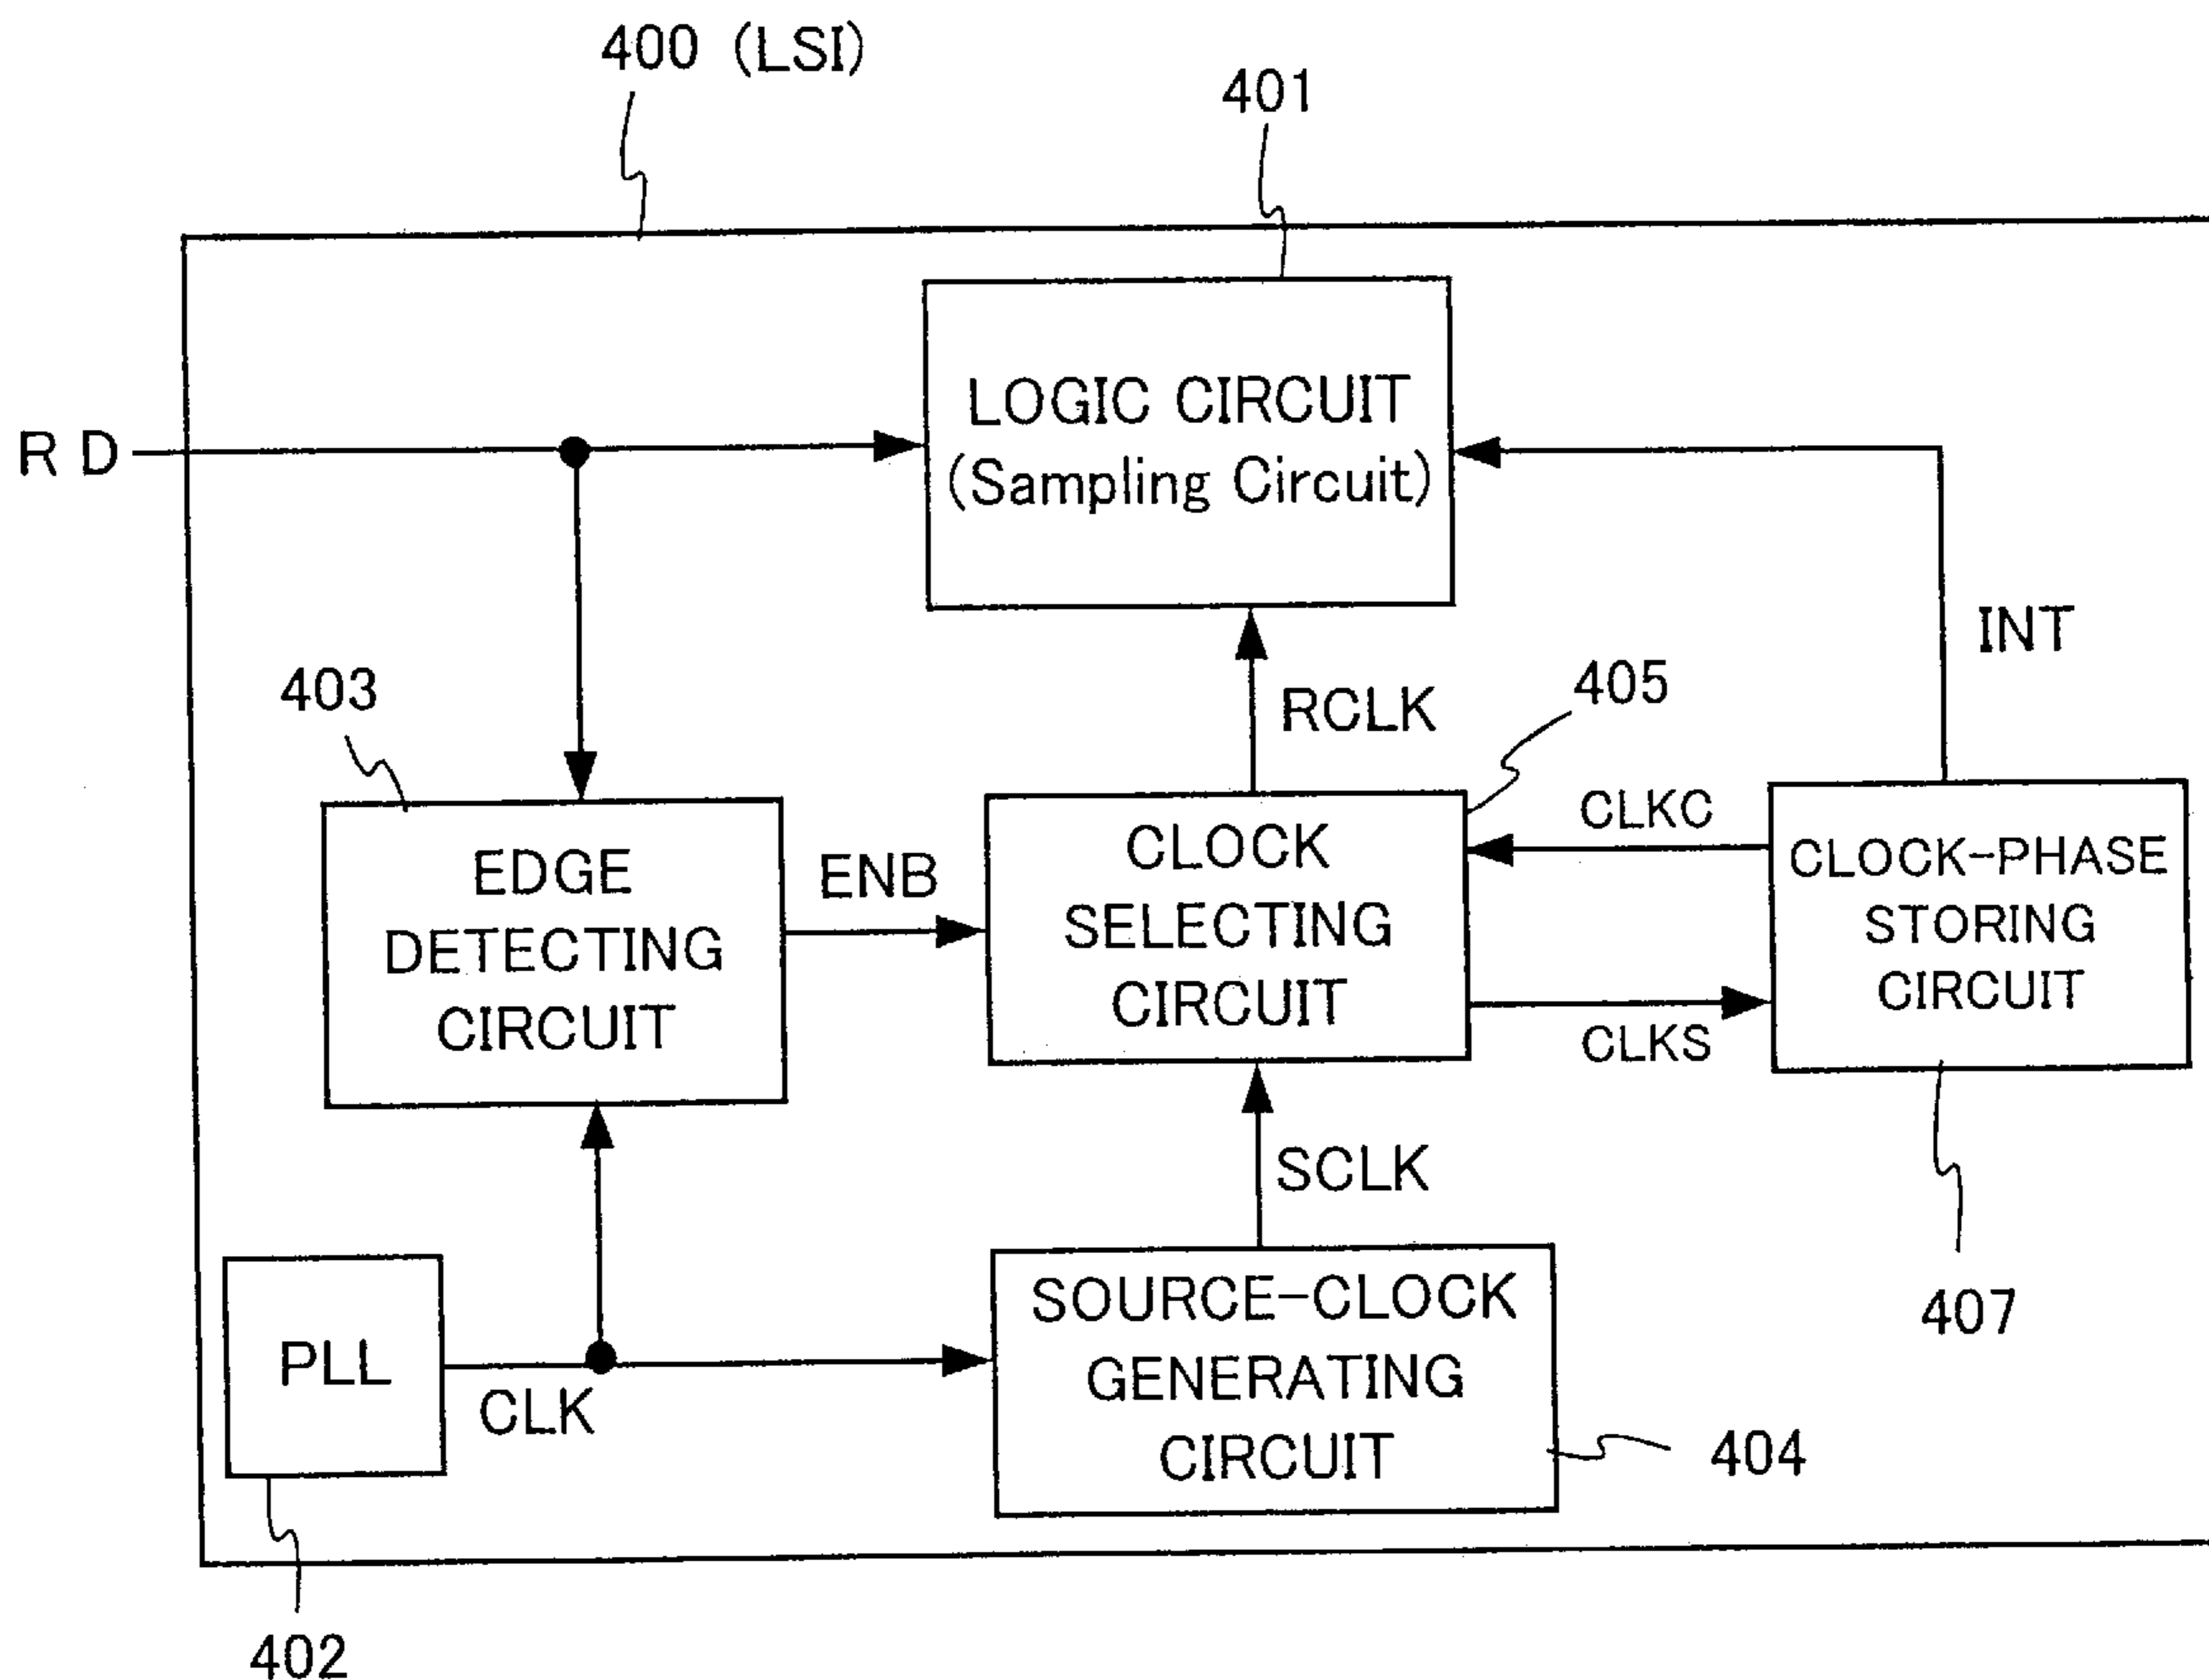 400 (LSI)
401
LOGIC CIRCUIT
(Sampling Circuit)
R D
INT
403
RCLK
405
EDGE
DETECTING
CIRCUIT
ENB
CLOCK
SELECTING
CIRCUIT
CLKC
CLKS
CLOCK-PHASE
STORING
CIRCUIT
SCLK
407
PLL
CLK
SOURCE-CLOCK
GENERATING
CIRCUIT
404
402